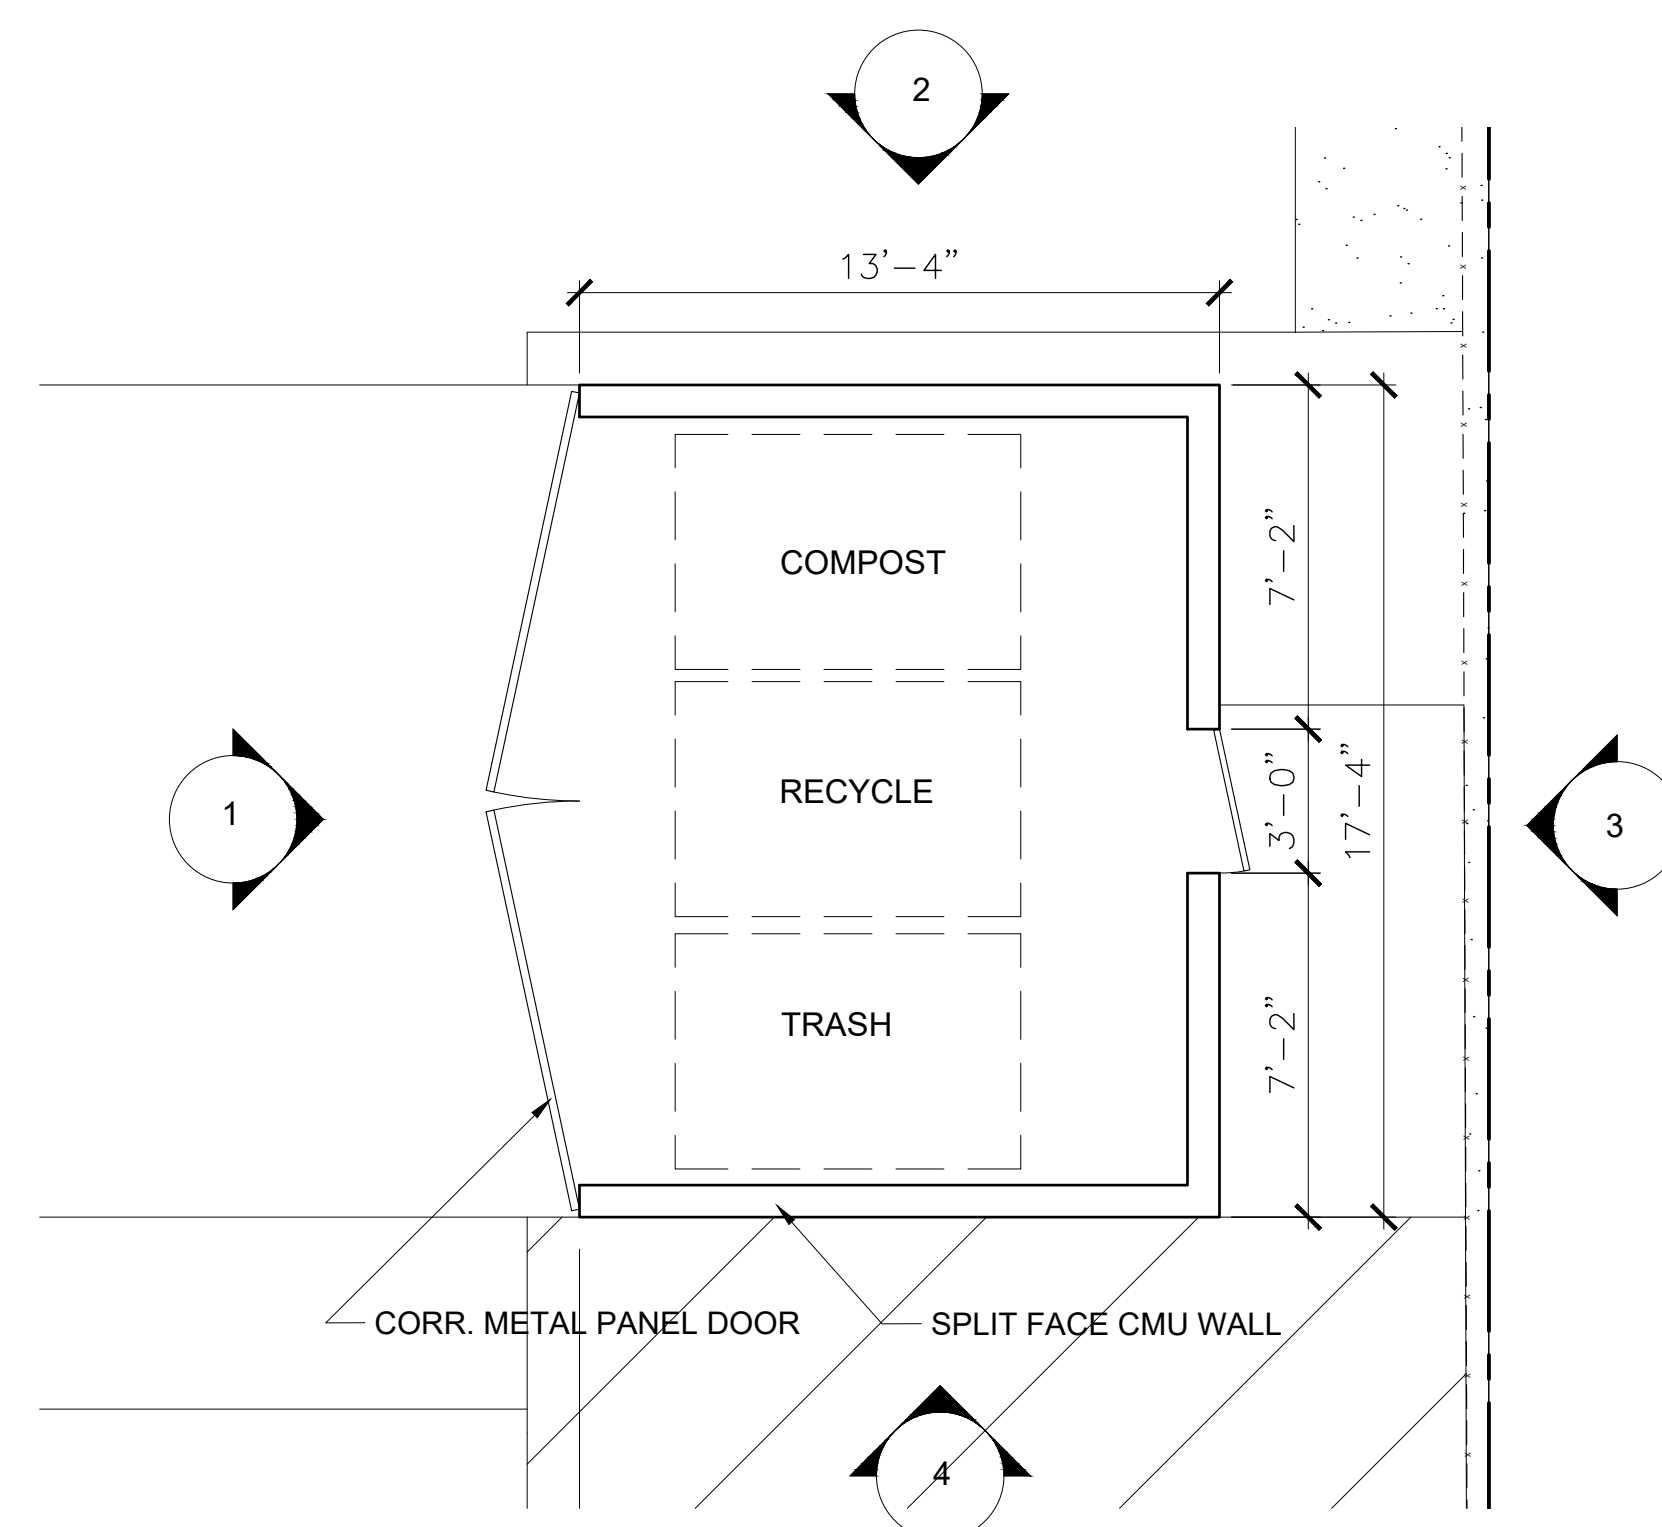 2
13’-4”
COMPOST
7’-2”
RECYCLE
3’-0”
17’-4”
1
3
TRASH
7’-2”
CORR. METAL PANEL DOOR
SPLIT FACE CMU WALL
4